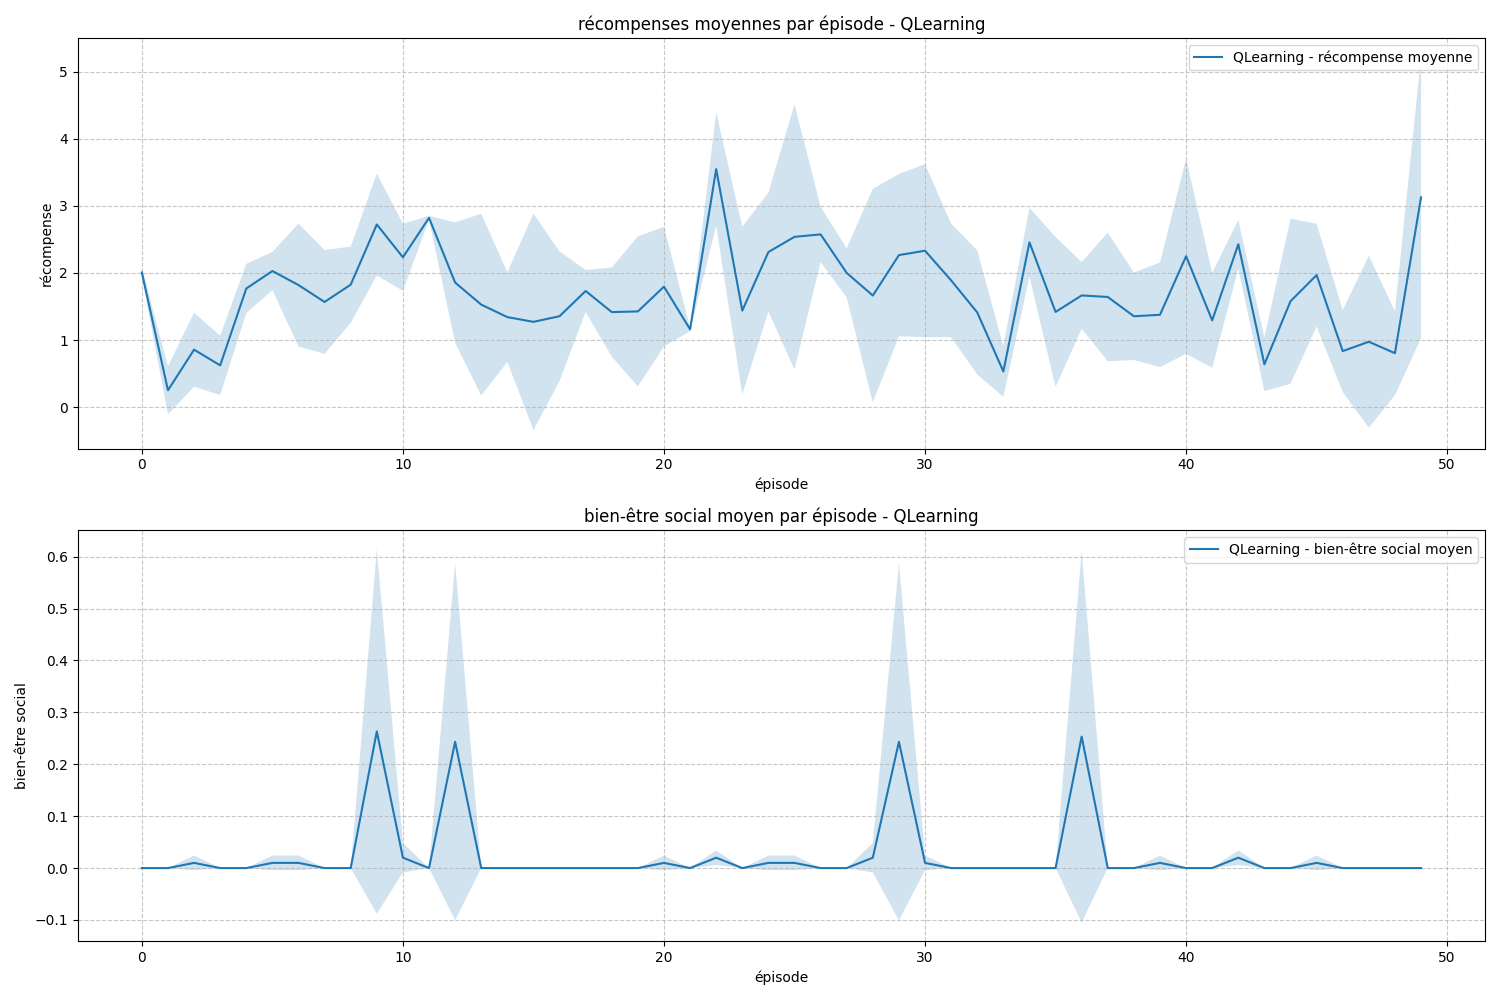 récompenses moyennes par épisode - QLearning
QLearning - récompense moyenne
5
4
3
2
1
0
récompense
0 10 20 30 40 50
épisode
bien-être social moyen par épisode - QLearning
QLearning - bien-être social moyen
0.6
0.5
0.4
0.3
0.2
0.1
0.0
−0.1
bien-être social
0 10 20 30 40 50
épisode